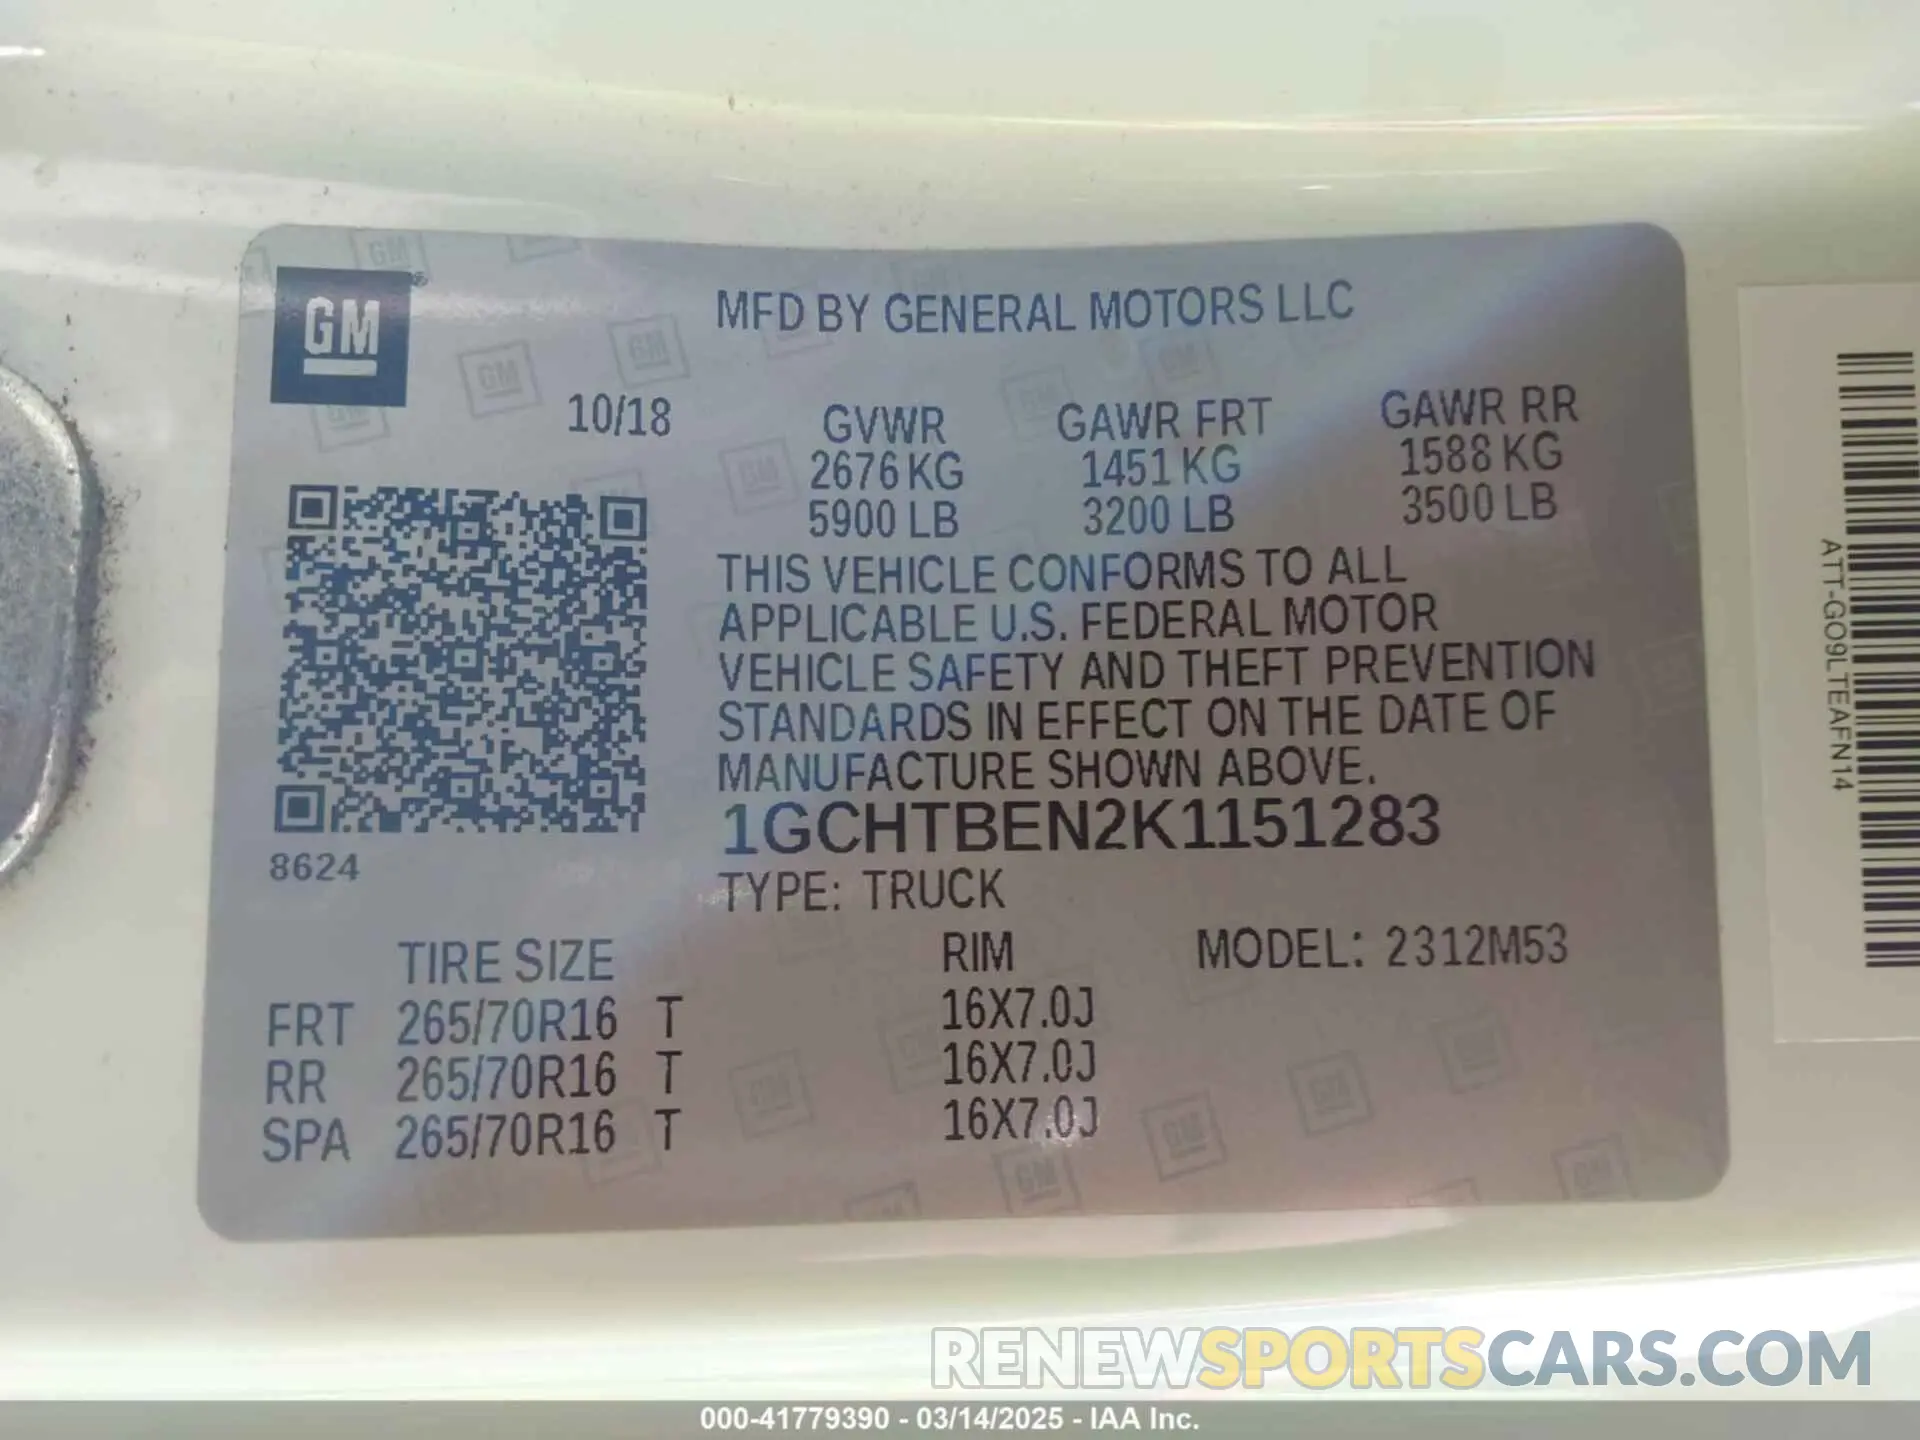 GM
MFD BY GENERAL MOTORS LLC
10/18
GVWR GAWR FRT GAWR RR
2676 KG 1451 KG 1588 KG
5900 LB 3200 LB 3500 LB
THIS VEHICLE CONFORMS TO ALL
APPLICABLE U.S. FEDERAL MOTOR
VEHICLE SAFETY AND THEFT PREVENTION
STANDARDS IN EFFECT ON THE DATE OF
MANUFACTURE SHOWN ABOVE.
1GCHTBEN2K1151283
8624
TYPE: TRUCK
TIRE SIZE RIM MODEL: 2312M53
FRT 265/70R16 T 16X7.0J
RR 265/70R16 T 16X7.0J
SPA 265/70R16 T 16X7.0J
ATT-GO9LTEAFN14
RENEWSPORTSCARS.COM
000-41779390 - 03/14/2025 - IAA Inc.